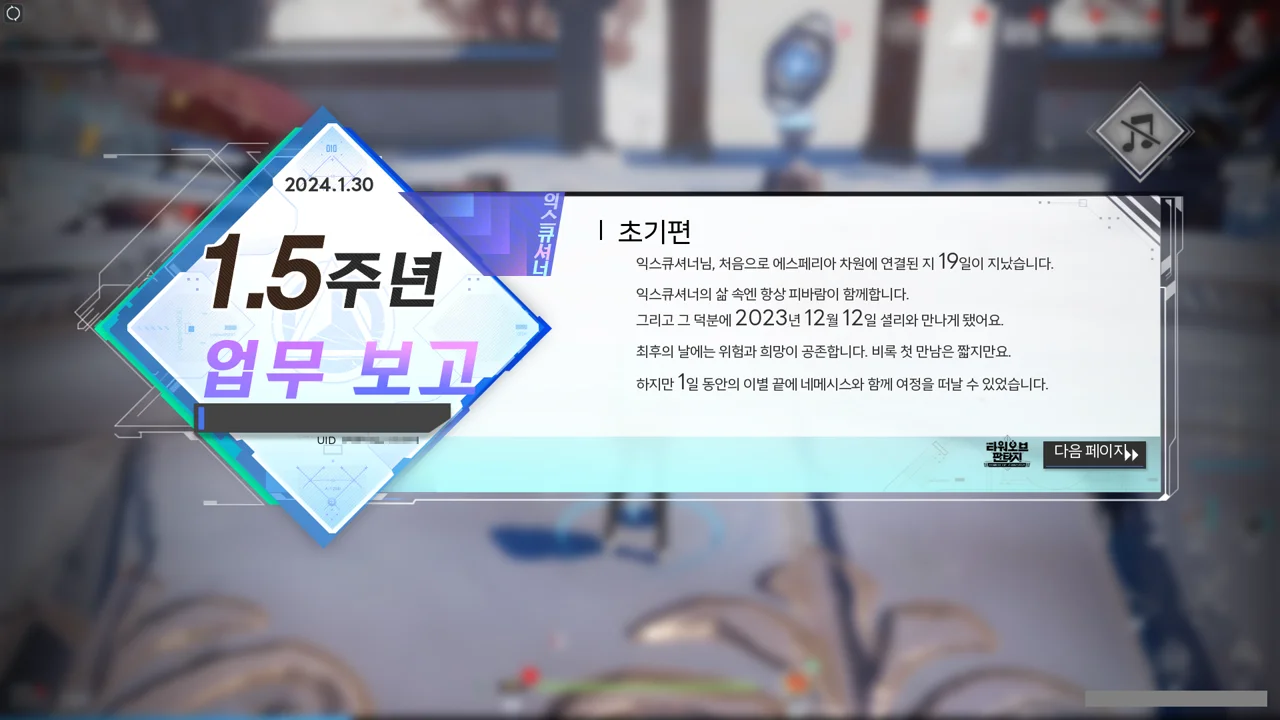 2024.1.30
1.5주년
업무 보고
UID
익스큐셔너
초기편
익스큐셔너님, 처음으로 에스페리아 차원에 연결된 지 19일이 지났습니다.
익스큐셔너의 삶 속엔 항상 피바람이 함께합니다.
그리고 그 덕분에 2023년 12월 12일 셜리와 만나게 됐어요.
최후의 날에는 위험과 희망이 공존합니다. 비록 첫 만남은 짧지만요.
하지만 1일 동안의 이별 끝에 네메시스와 함께 여정을 떠날 수 있었습니다.
타워오브
판타지
다음 페이지